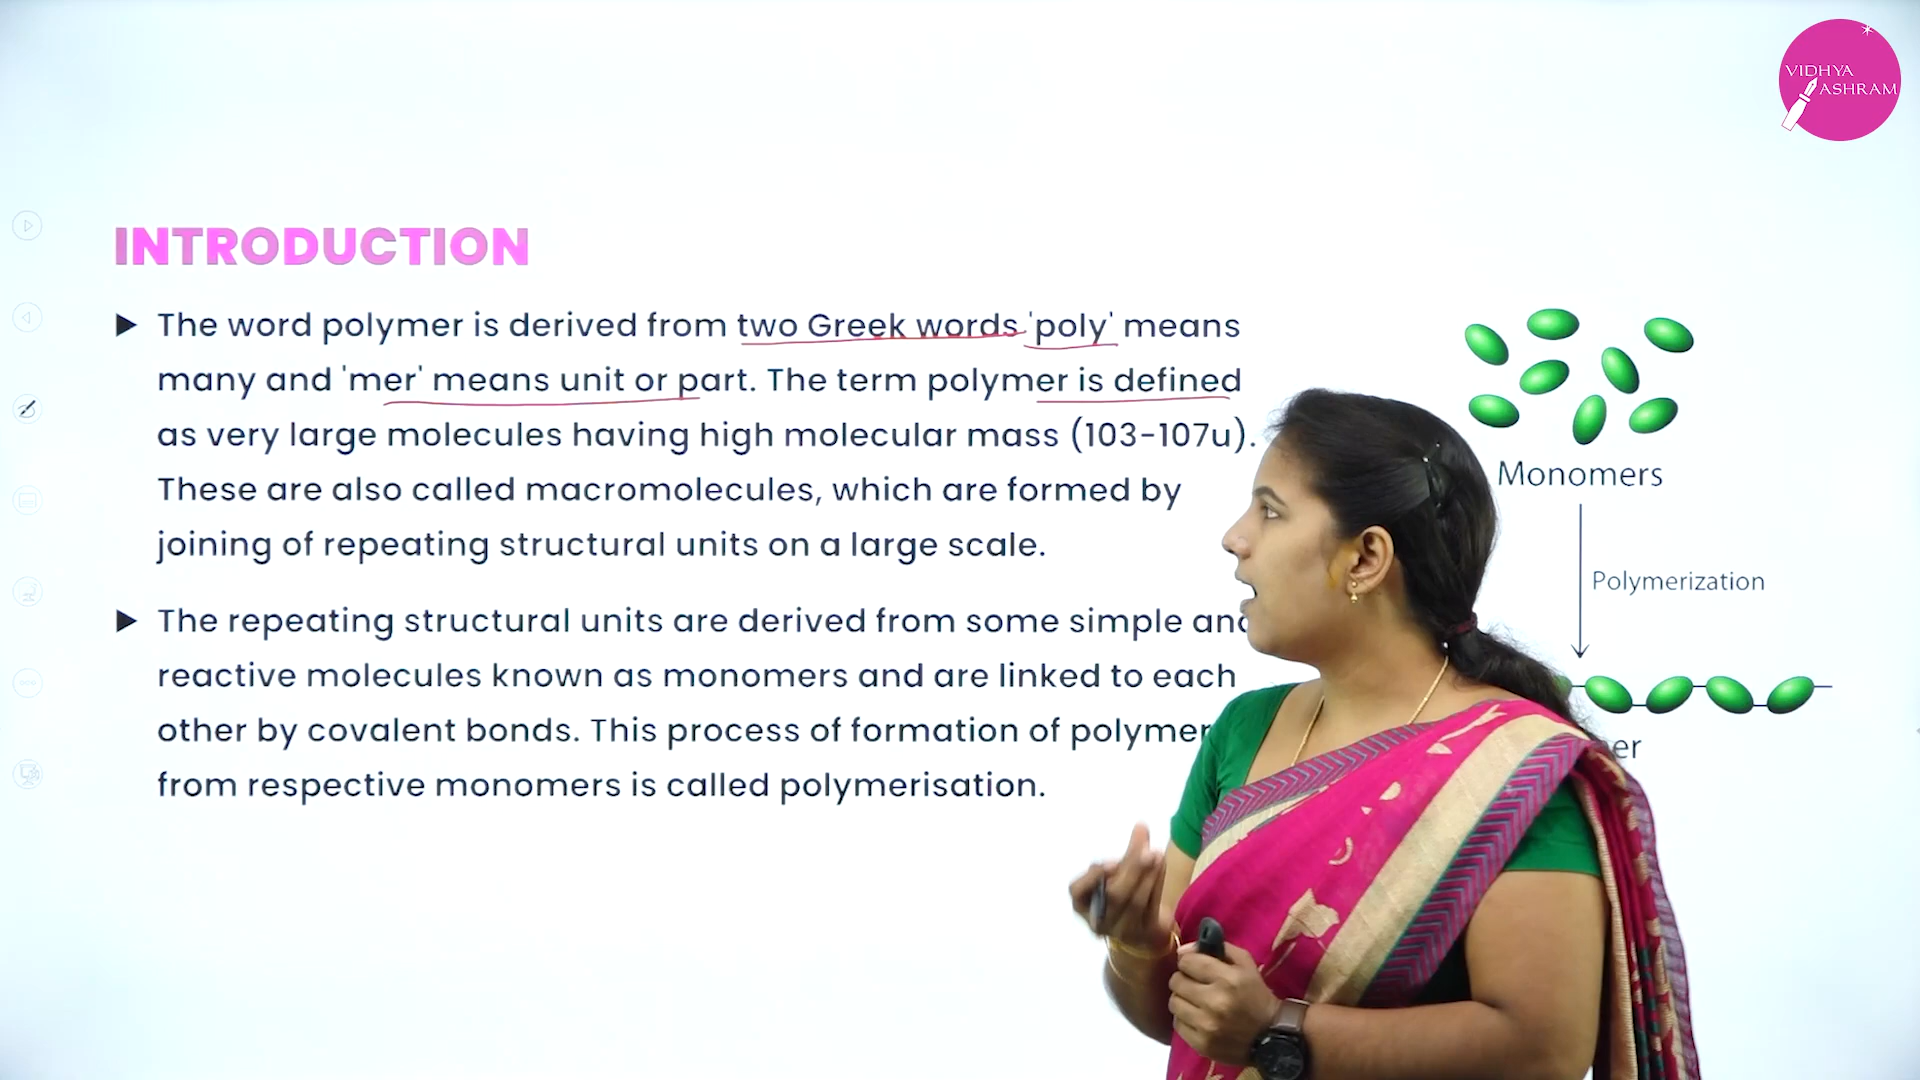 VIDHYA
ASHRAM
INTRODUCTION
The word polymer is derived from two Greek words 'poly' means
many and 'mer' means unit or part. The term polymer is defined
as very large molecules having high molecular mass (103-107u).
These are also called macromolecules, which are formed by
joining of repeating structural units on a large scale.
The repeating structural units are derived from some simple and
reactive molecules known as monomers and are linked to each
other by covalent bonds. This process of formation of polymer
from respective monomers is called polymerisation.
Monomers
Polymerization
er